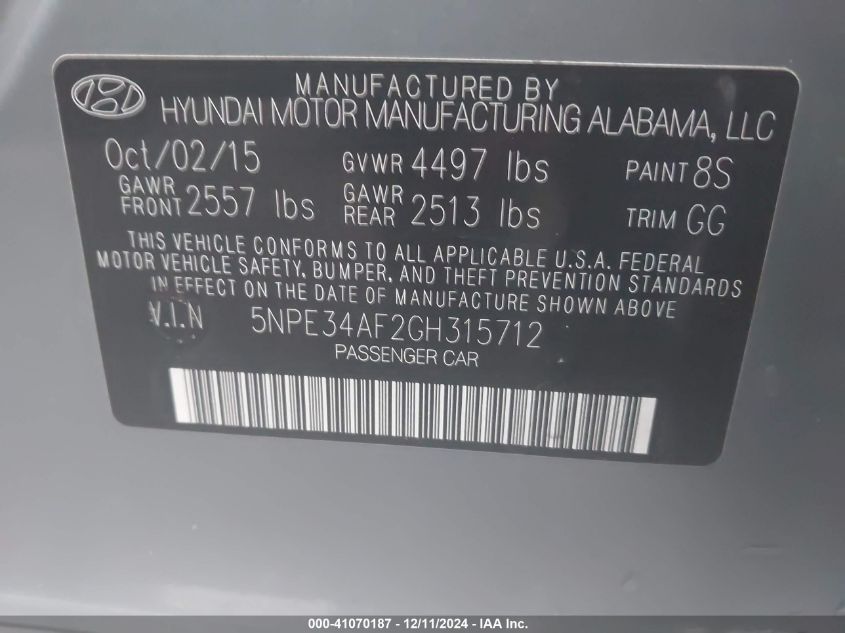 MANUFACTURED BY
HYUNDAI MOTOR MANUFACTURING ALABAMA, LLC
Oct/02/15 GVWR 4497 lbs PAINT 8S
GAWR FRONT 2557 lbs GAWR REAR 2513 lbs TRIM GG
THIS VEHICLE CONFORMS TO ALL APPLICABLE U.S.A. FEDERAL
MOTOR VEHICLE SAFETY, BUMPER, AND THEFT PREVENTION STANDARDS
IN EFFECT ON THE DATE OF MANUFACTURE SHOWN ABOVE
V.I.N 5NPE34AF2GH315712
PASSENGER CAR
000-41070187 - 12/11/2024 - IAA Inc.